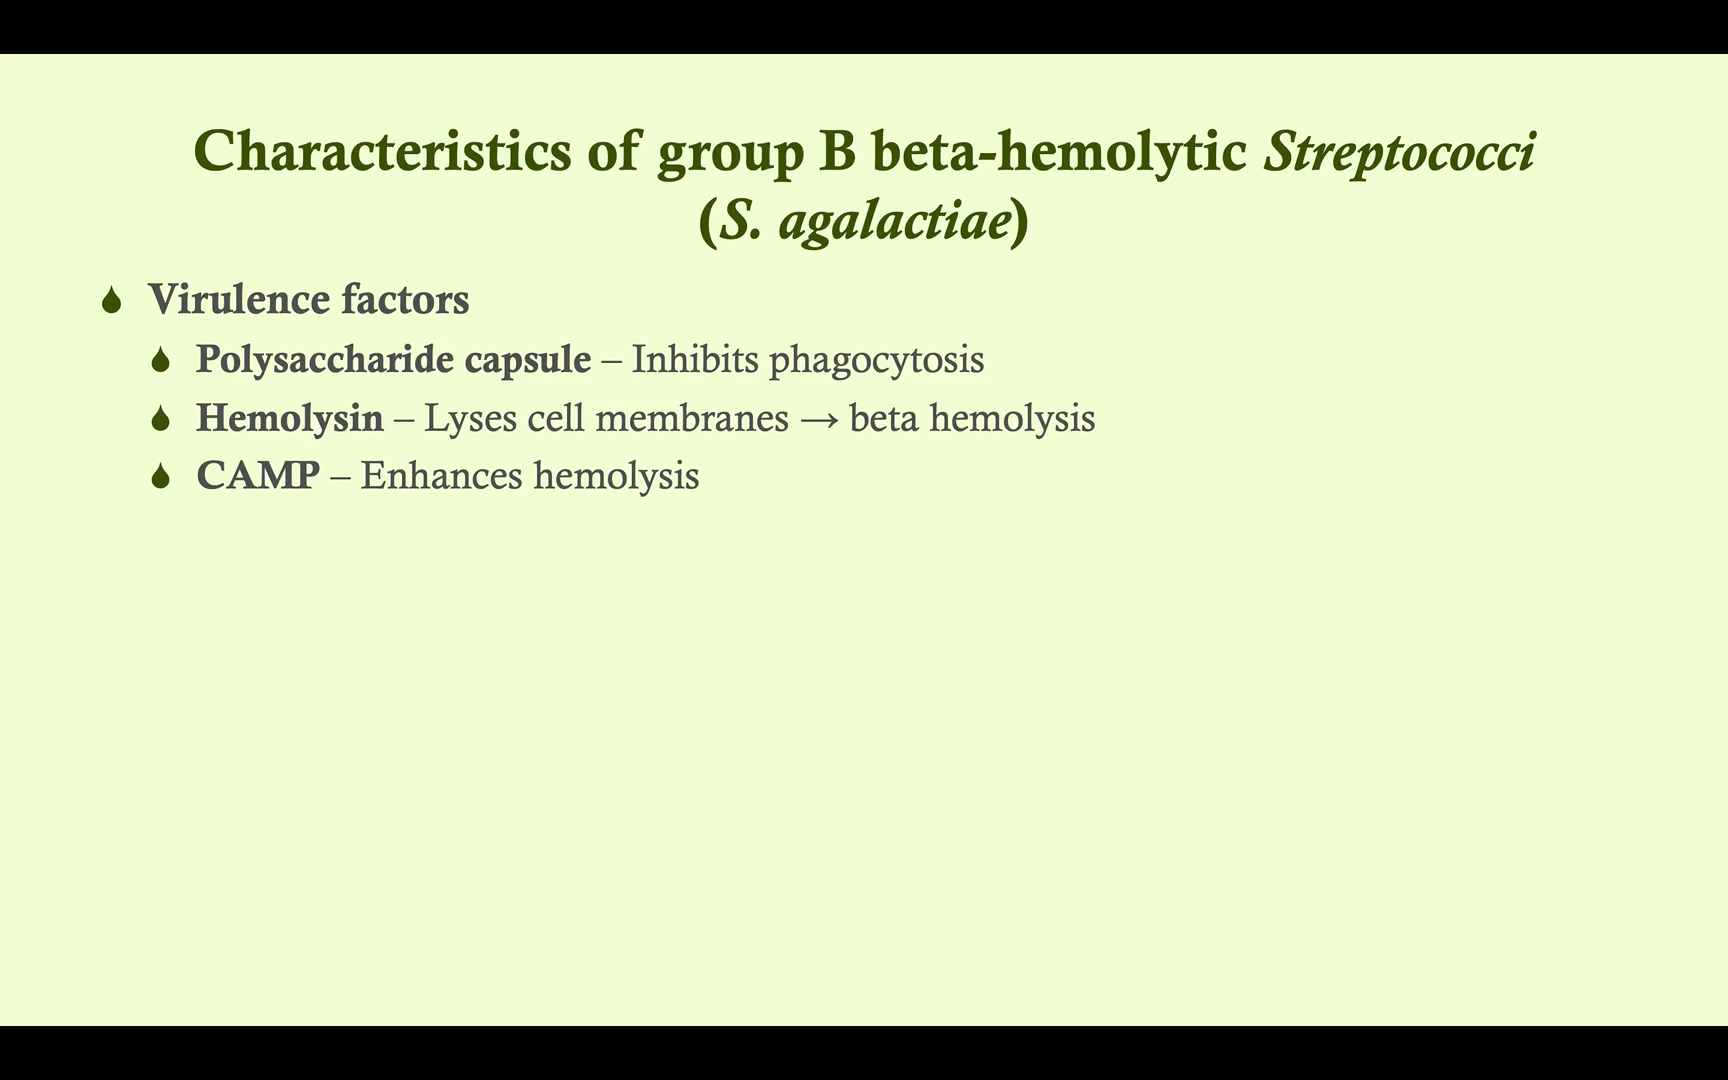 Characteristics of group B beta-hemolytic Streptococci
(S. agalactiae)
Virulence factors
Polysaccharide capsule – Inhibits phagocytosis
Hemolysin – Lyses cell membranes → beta hemolysis
CAMP – Enhances hemolysis